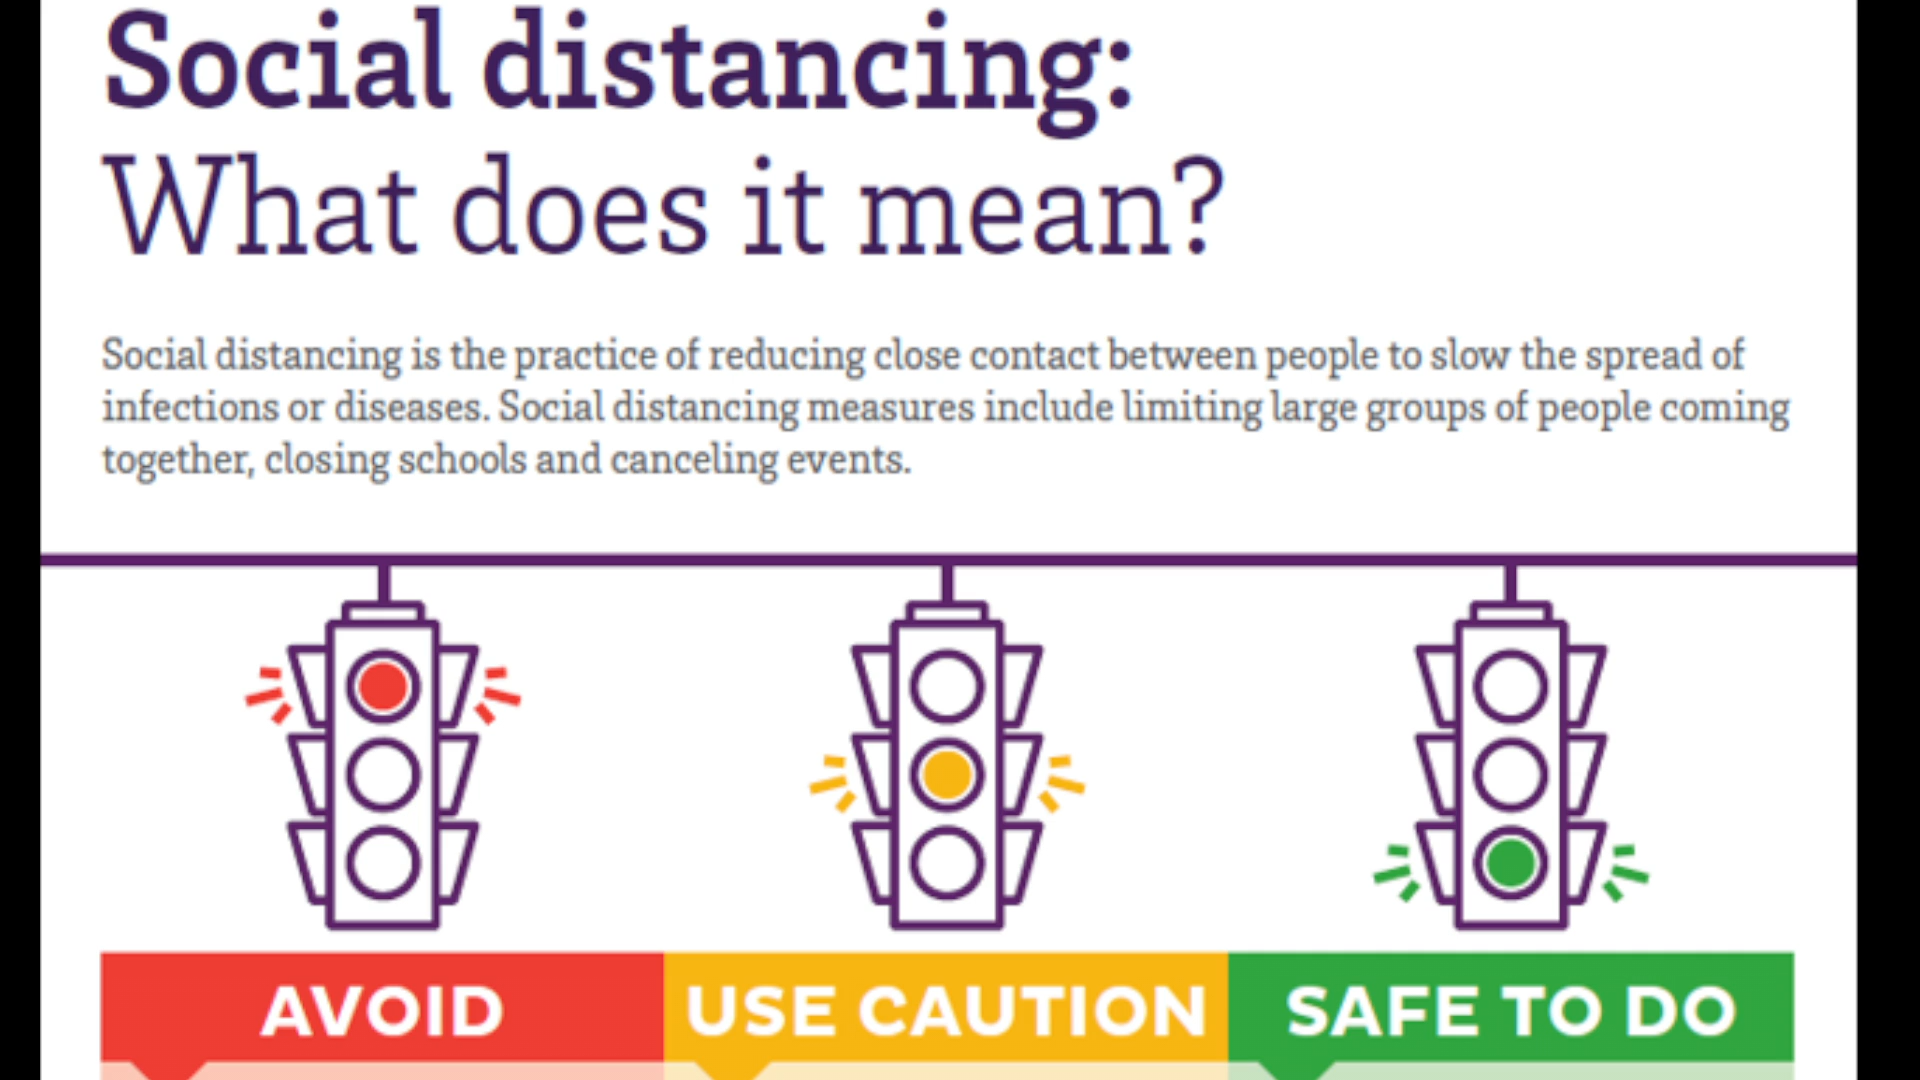 Social distancing:
What does it mean?
Social distancing is the practice of reducing close contact between people to slow the spread of
infections or diseases. Social distancing measures include limiting large groups of people coming
together, closing schools and canceling events.
AVOID
USE CAUTION
SAFE TO DO